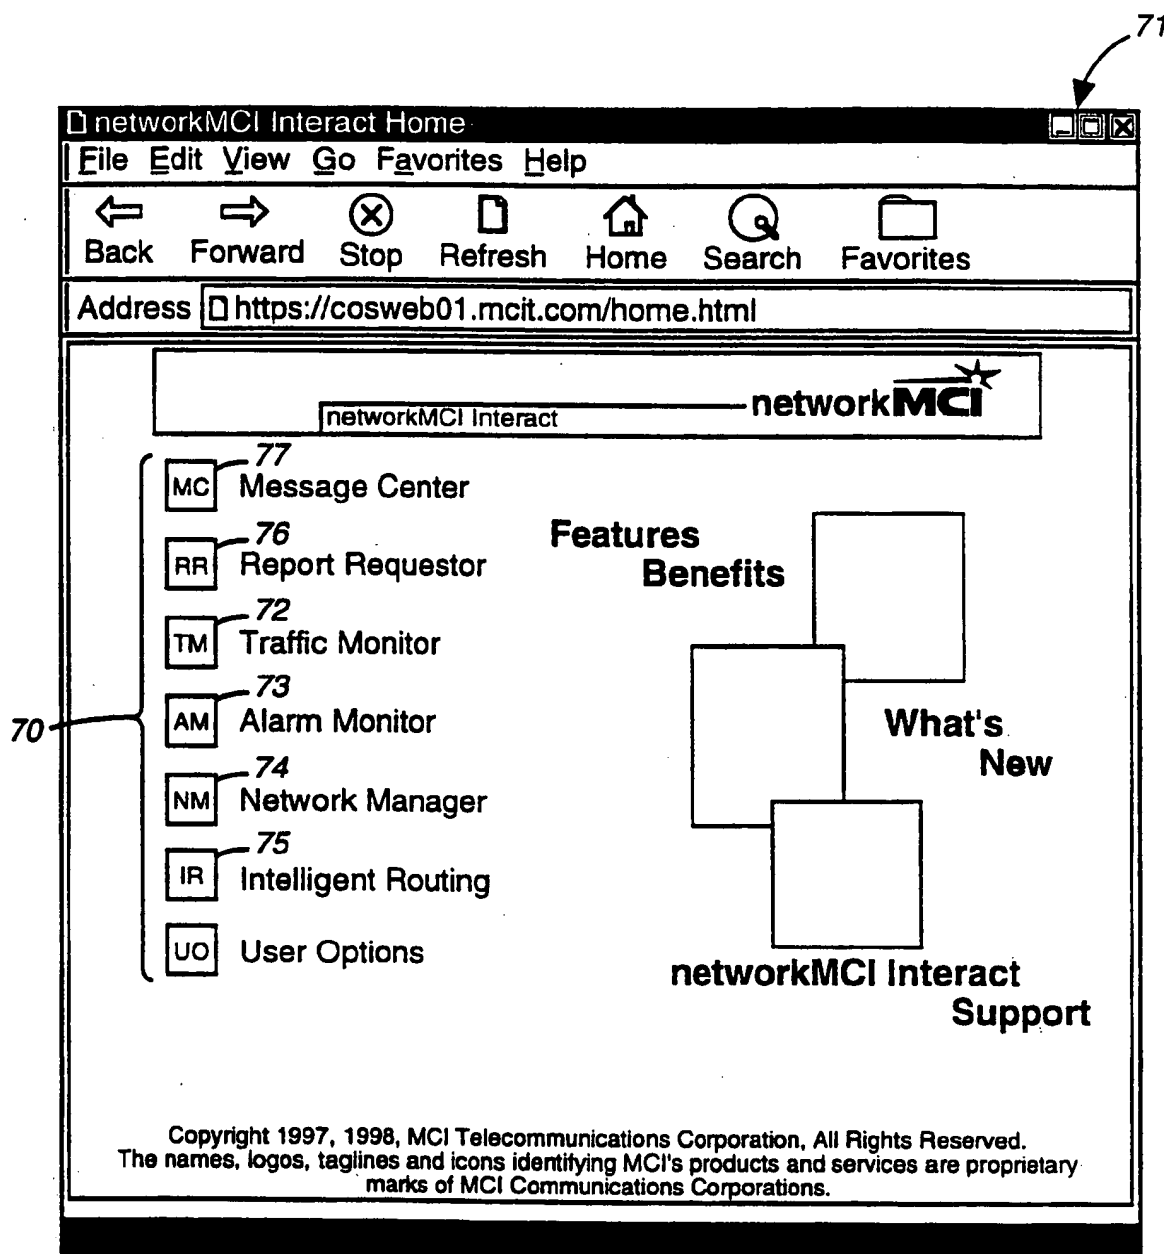 71
networkMCI Interact Home
File Edit View Go Favorites Help
Back Forward Stop Refresh Home Search Favorites
Address https://cosweb01.mcit.com/home.html
networkMCI Interact
networkMCI
77
MC Message Center
76
RR Report Requestor
72
TM Traffic Monitor
73
AM Alarm Monitor
70
74
NM Network Manager
75
IR Intelligent Routing
UO User Options
Features
Benefits
What's
New
networkMCI Interact
Support
Copyright 1997, 1998, MCI Telecommunications Corporation, All Rights Reserved.
The names, logos, taglines and icons identifying MCI's products and services are proprietary
marks of MCI Communications Corporations.